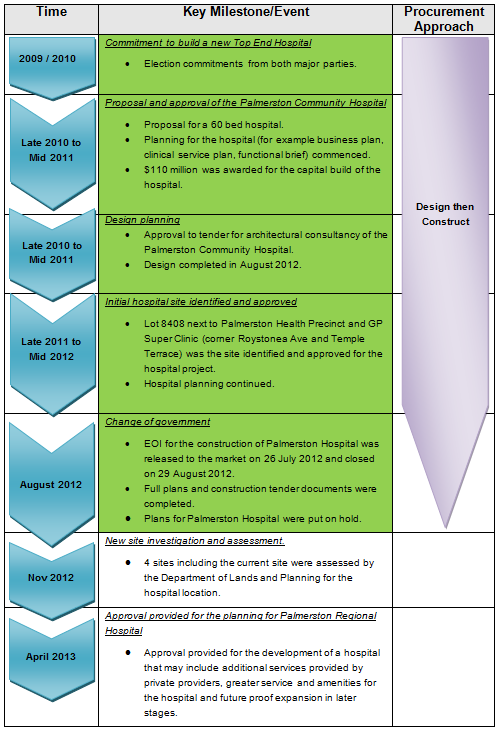 Time
Key Milestone/Event
Procurement
Approach
2009 / 2010
Commitment to build a new Top End Hospital
• Election commitments from both major parties.
Late 2010 to
Mid 2011
Proposal and approval of the Palmerston Community Hospital
• Proposal for a 60 bed hospital.
• Planning for the hospital (for example business plan,
clinical service plan, functional brief) commenced.
• $110 million was awarded for the capital build of the
hospital.
Design then
Construct
Late 2010 to
Mid 2011
Design planning
• Approval to tender for architectural consultancy of the
Palmerston Community Hospital.
• Design completed in August 2012.
Late 2011 to
Mid 2012
Initial hospital site identified and approved
• Lot 8408 next to Palmerston Health Precinct and GP
Super Clinic (corner Roystonea Ave and Temple
Terrace) was the site identified and approved for the
hospital project.
• Hospital planning continued.
August 2012
Change of government
• EOI for the construction of Palmerston Hospital was
released to the market on 26 July 2012 and closed
on 29 August 2012.
• Full plans and construction tender documents were
completed.
• Plans for Palmerston Hospital were put on hold.
Nov 2012
New site investigation and assessment.
• 4 sites including the current site were assessed by
the Department of Lands and Planning for the
hospital location.
April 2013
Approval provided for the planning for Palmerston Regional
Hospital
• Approval provided for the development of a hospital
that may include additional services provided by
private providers, greater service and amenities for
the hospital and future proof expansion in later
stages.